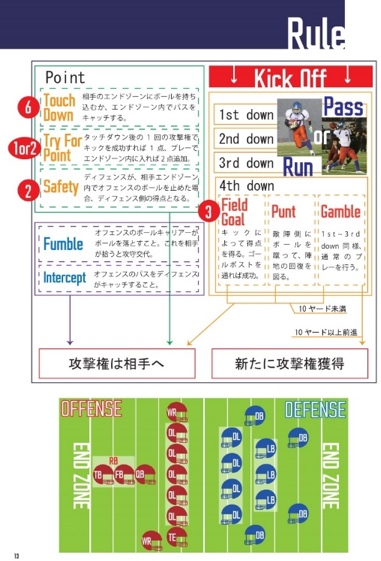 Rule
Point
6
Touch
Down
相手のエンドゾーンにボールを持ち
込むか、エンドゾーン内でパスを
キャッチする。
1or2
Try For
Point
タッチダウン後の1回の攻撃権で
キックを成功すれば1点、プレーで
エンドゾーン内に入れば2点追加。
2
Safety
ディフェンスが、相手エンドゾーン
内でオフェンスのボールを止めた場
合、ディフェンス側の得点となる。
Fumble
オフェンスのボールキャリアーが
ボールを落とすこと。これを相手
が拾うと攻守交代。
Intercept
オフェンスのパスをディフェンス
がキャッチすること。
↓ Kick Off ↓
1st down
2nd down
3rd down
4th down
Pass
or
Run
3
Field
Goal
キックに
よって得点
を得る。ゴー
ルポストを
通れば成功。
Punt
敵陣側に
ボールを
蹴って、陣
地の回復を
図る。
Gamble
1st~3rd
down同様、
通常のプ
レーを行う。
10ヤード未満
10ヤード以上前進
攻撃権は相手へ
新たに攻撃権獲得
OFFENSE
DEFENSE
END ZONE
END ZONE
WR
OL
OL
OL
OL
OL
TE
WR
RB
TB
FB
QB
DL
DL
DL
DL
LB
LB
LB
DB
DB
DB
DB
13